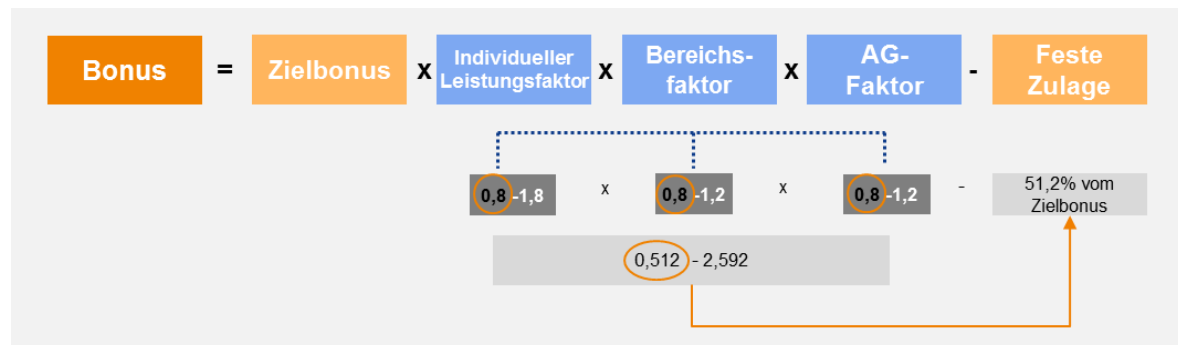 Bonus = Zielbonus x Individueller Leistungsfaktor x Bereichs-faktor x AG-Faktor - Feste Zulage
0,8-1,8 x 0,8-1,2 x 0,8-1,2 - 51,2% vom Zielbonus
0,512 - 2,592